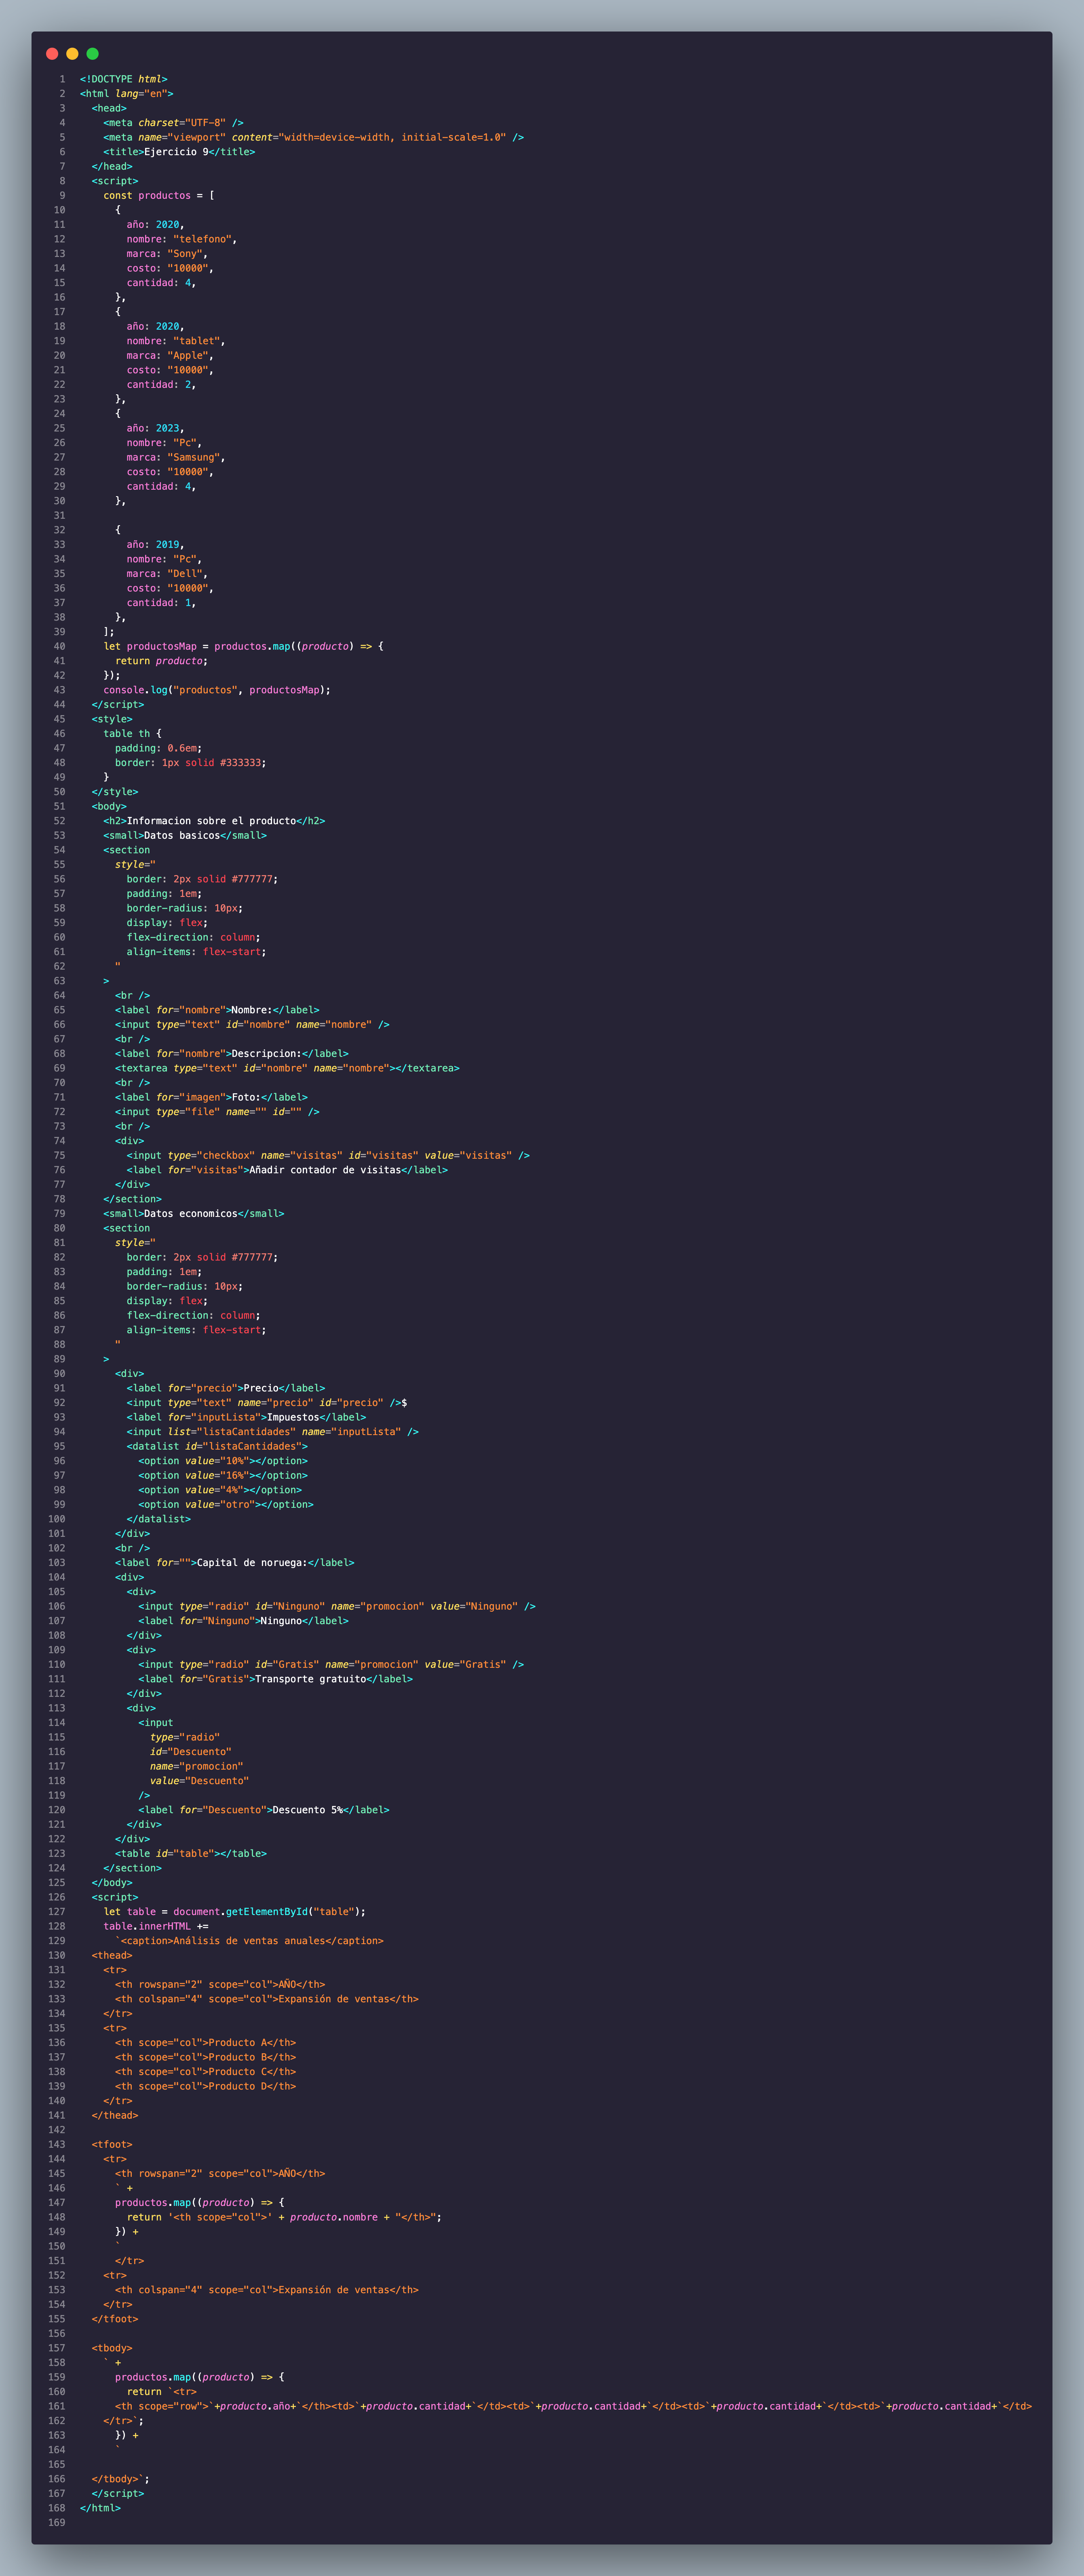 1 <!DOCTYPE html>
2 <html lang="en">
3   <head>
4     <meta charset="UTF-8" />
5     <meta name="viewport" content="width=device-width, initial-scale=1.0" />
6     <title>Ejercicio 9</title>
7   </head>
8   <script>
9     const productos = [
10       {
11         año: 2020,
12         nombre: "telefono",
13         marca: "Sony",
14         costo: "10000",
15         cantidad: 4,
16       },
17       {
18         año: 2020,
19         nombre: "tablet",
20         marca: "Apple",
21         costo: "10000",
22         cantidad: 2,
23       },
24       {
25         año: 2023,
26         nombre: "Pc",
27         marca: "Samsung",
28         costo: "10000",
29         cantidad: 4,
30       },
31
32       {
33         año: 2019,
34         nombre: "Pc",
35         marca: "Dell",
36         costo: "10000",
37         cantidad: 1,
38       },
39     ];
40     let productosMap = productos.map((producto) => {
41       return producto;
42     });
43     console.log("productos", productosMap);
44   </script>
45   <style>
46     table th {
47       padding: 0.6em;
48       border: 1px solid #333333;
49     }
50   </style>
51   <body>
52     <h2>Informacion sobre el producto</h2>
53     <small>Datos basicos</small>
54     <section
55       style="
56         border: 2px solid #777777;
57         padding: 1em;
58         border-radius: 10px;
59         display: flex;
60         flex-direction: column;
61         align-items: flex-start;
62       "
63     >
64       <br />
65       <label for="nombre">Nombre:</label>
66       <input type="text" id="nombre" name="nombre" />
67       <br />
68       <label for="nombre">Descripcion:</label>
69       <textarea type="text" id="nombre" name="nombre"></textarea>
70       <br />
71       <label for="imagen">Foto:</label>
72       <input type="file" name="" id="" />
73       <br />
74       <div>
75         <input type="checkbox" name="visitas" id="visitas" value="visitas" />
76         <label for="visitas">Añadir contador de visitas</label>
77       </div>
78     </section>
79     <small>Datos economicos</small>
80     <section
81       style="
82         border: 2px solid #777777;
83         padding: 1em;
84         border-radius: 10px;
85         display: flex;
86         flex-direction: column;
87         align-items: flex-start;
88       "
89     >
90       <div>
91         <label for="precio">Precio</label>
92         <input type="text" name="precio" id="precio" />$
93         <label for="inputLista">Impuestos</label>
94         <input list="listaCantidades" name="inputLista" />
95         <datalist id="listaCantidades">
96           <option value="10%"></option>
97           <option value="16%"></option>
98           <option value="4%"></option>
99           <option value="otro"></option>
100         </datalist>
101       </div>
102       <br />
103       <label for="">Capital de noruega:</label>
104       <div>
105         <div>
106           <input type="radio" id="Ninguno" name="promocion" value="Ninguno" />
107           <label for="Ninguno">Ninguno</label>
108         </div>
109         <div>
110           <input type="radio" id="Gratis" name="promocion" value="Gratis" />
111           <label for="Gratis">Transporte gratuito</label>
112         </div>
113         <div>
114           <input
115             type="radio"
116             id="Descuento"
117             name="promocion"
118             value="Descuento"
119           />
120           <label for="Descuento">Descuento 5%</label>
121         </div>
122       </div>
123       <table id="table"></table>
124     </section>
125   </body>
126   <script>
127     let table = document.getElementById("table");
128     table.innerHTML +=
129       `<caption>Análisis de ventas anuales</caption>
130   <thead>
131     <tr>
132       <th rowspan="2" scope="col">AÑO</th>
133       <th colspan="4" scope="col">Expansión de ventas</th>
134     </tr>
135     <tr>
136       <th scope="col">Producto A</th>
137       <th scope="col">Producto B</th>
138       <th scope="col">Producto C</th>
139       <th scope="col">Producto D</th>
140     </tr>
141   </thead>
142
143   <tfoot>
144     <tr>
145       <th rowspan="2" scope="col">AÑO</th>
146       ` +
147       productos.map((producto) => {
148         return '<th scope="col">' + producto.nombre + "</th>";
149       }) +
150       `
151       </tr>
152     <tr>
153       <th colspan="4" scope="col">Expansión de ventas</th>
154     </tr>
155   </tfoot>
156
157   <tbody>
158     ` +
159       productos.map((producto) => {
160         return `<tr>
161       <th scope="row">`+producto.año+`</th><td>`+producto.cantidad+`</td><td>`+producto.cantidad+`</td><td>`+producto.cantidad+`</td><td>`+producto.cantidad+`</td>
162     </tr>`;
163       }) +
164       `
165
166   </tbody>`;
167   </script>
168 </html>
169